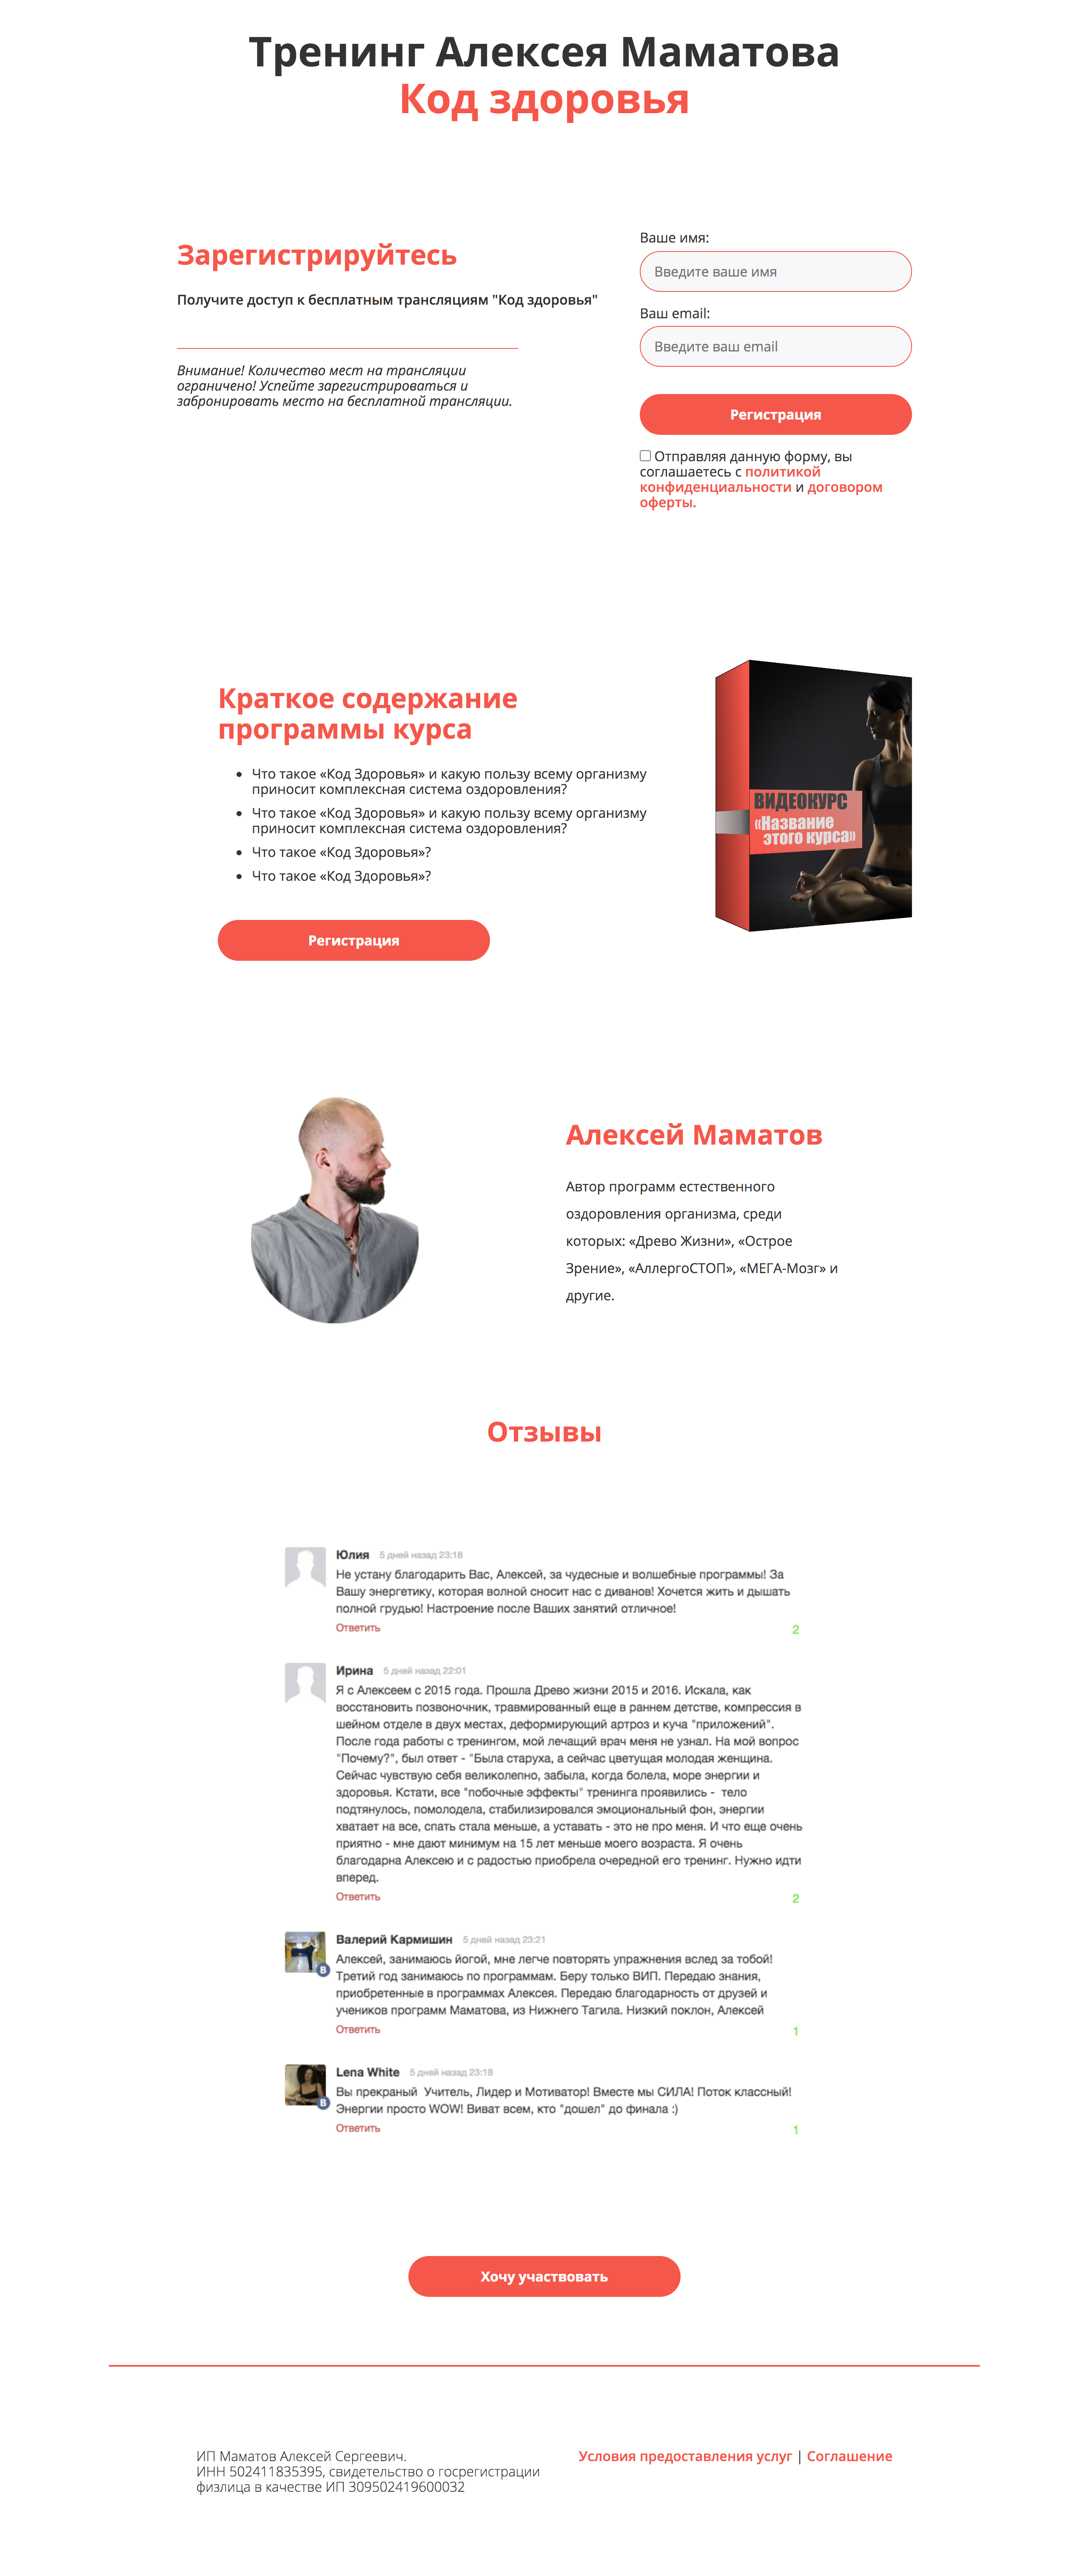 Тренинг Алексея Маматова
Код здоровья
Зарегистрируйтесь
Получите доступ к бесплатным трансляциям "Код здоровья"
Внимание! Количество мест на трансляции
ограничено! Успейте зарегистрироваться и
забронировать место на бесплатной трансляции.
Ваше имя:
Введите ваше имя
Ваш email:
Введите ваш email
Регистрация
Отправляя данную форму, вы
соглашаетесь с политикой
конфиденциальности и договором
оферты.
Краткое содержание
программы курса
• Что такое «Код Здоровья» и какую пользу всему организму
приносит комплексная система оздоровления?
• Что такое «Код Здоровья» и какую пользу всему организму
приносит комплексная система оздоровления?
• Что такое «Код Здоровья»?
• Что такое «Код Здоровья»?
Регистрация
ВИДЕОКУРС
«Название
этого курса»
Алексей Маматов
Автор программ естественного
оздоровления организма, среди
которых: «Древо Жизни», «Острое
Зрение», «АллергоСТОП», «МЕГА-Мозг» и
другие.
Отзывы
Юлия 5 дней назад 23:18
Не устану благодарить Вас, Алексей, за чудесные и волшебные программы! За
Вашу энергетику, которая волной сносит нас с диванов! Хочется жить и дышать
полной грудью! Настроение после Ваших занятий отличное!
Ответить 2
Ирина 5 дней назад 22:01
Я с Алексеем с 2015 года. Прошла Древо жизни 2015 и 2016. Искала, как
восстановить позвоночник, травмированный еще в раннем детстве, компрессия в
шейном отделе в двух местах, деформирующий артроз и куча "приложений".
После года работы с тренингом, мой лечащий врач меня не узнал. На мой вопрос
"Почему?", был ответ - "Была старуха, а сейчас цветущая молодая женщина.
Сейчас чувствую себя великолепно, забыла, когда болела, море энергии и
здоровья. Кстати, все "побочные эффекты" тренинга проявились - тело
подтянулось, помолодела, стабилизировался эмоциональный фон, энергии
хватает на все, спать стала меньше, а уставать - это не про меня. И что еще очень
приятно - мне дают минимум на 15 лет меньше моего возраста. Я очень
благодарна Алексею и с радостью приобрела очередной его тренинг. Нужно идти
вперед.
Ответить 2
Валерий Кармишин 5 дней назад 23:21
Алексей, занимаюсь йогой, мне легче повторять упражнения вслед за тобой!
Третий год занимаюсь по программам. Беру только ВИП. Передаю знания,
приобретенные в программах Алексея. Передаю благодарность от друзей и
учеников программ Маматова, из Нижнего Тагила. Низкий поклон, Алексей
Ответить 1
Lena White 5 дней назад 23:18
Вы прекраный Учитель, Лидер и Мотиватор! Вместе мы СИЛА! Поток классный!
Энергии просто WOW! Виват всем, кто "дошел" до финала :)
Ответить 1
Хочу участвовать
ИП Маматов Алексей Сергеевич.
ИНН 502411835395, свидетельство о госрегистрации
физлица в качестве ИП 309502419600032
Условия предоставления услуг | Соглашение